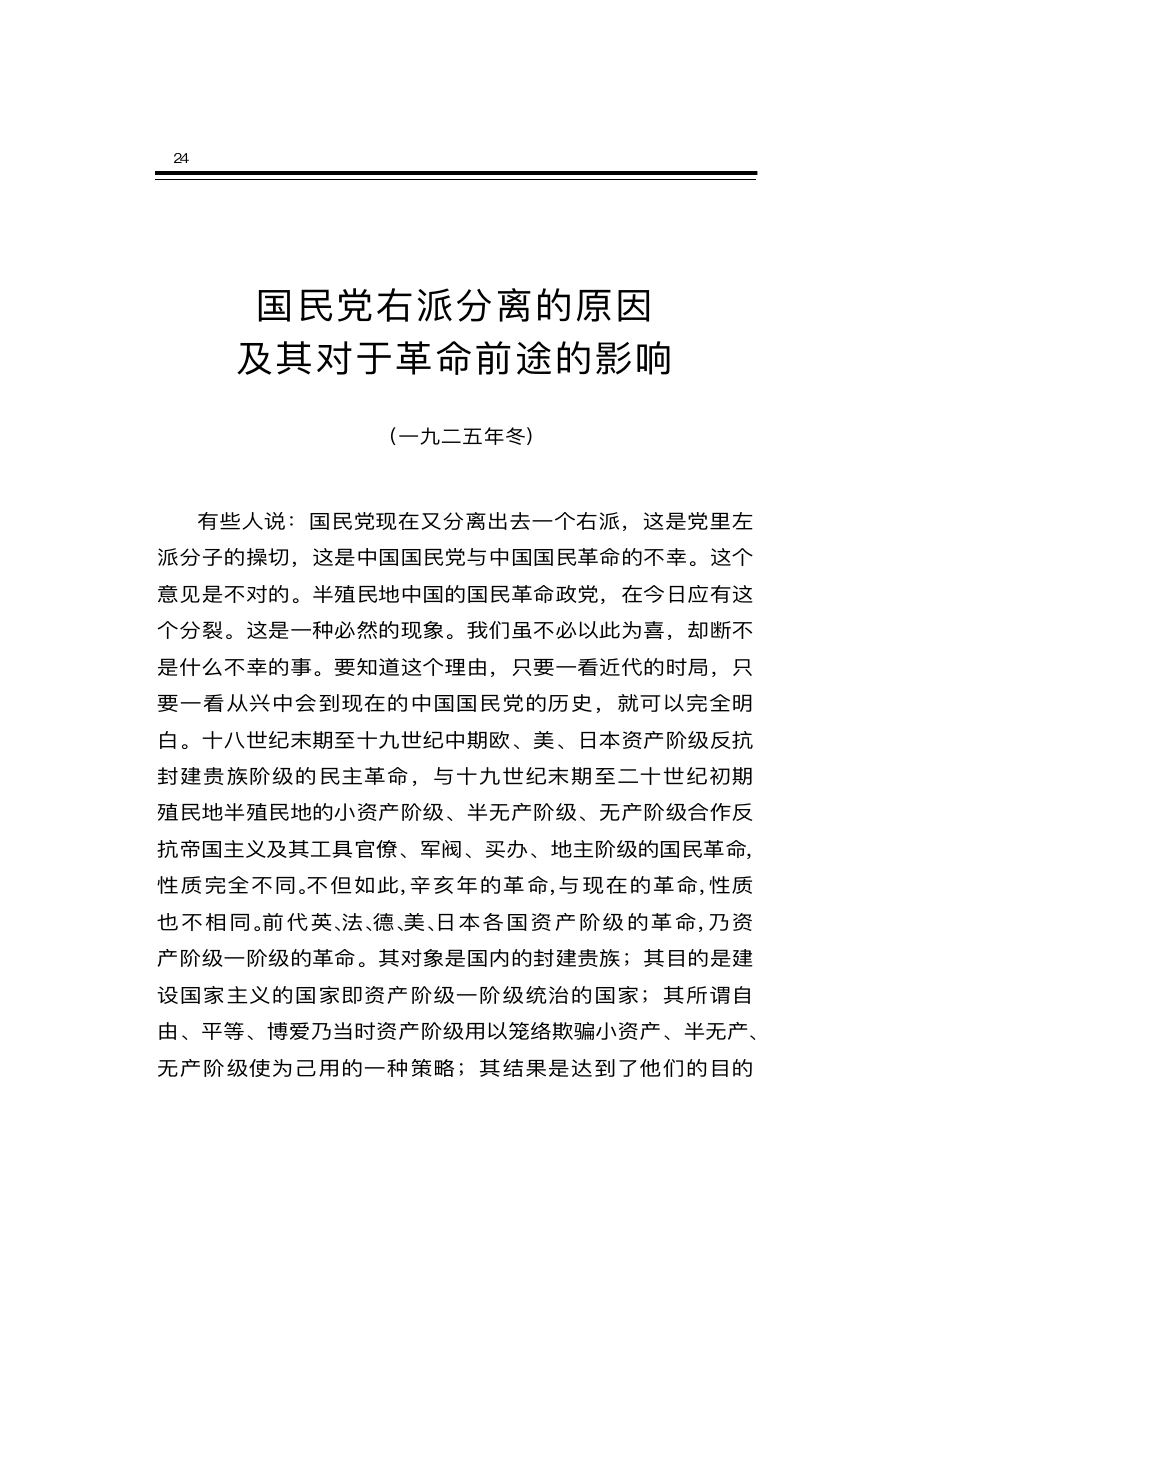 24
国民党右派分离的原因
及其对于革命前途的影响
(一九二五年冬)
有些人说：国民党现在又分离出去一个右派，这是党里左
派分子的操切，这是中国国民党与中国国民革命的不幸。这个
意见是不对的。半殖民地中国的国民革命政党，在今日应有这
个分裂。这是一种必然的现象。我们虽不必以此为喜，却断不
是什么不幸的事。要知道这个理由，只要一看近代的时局，只
要一看从兴中会到现在的中国国民党的历史，就可以完全明
白。十八世纪末期至十九世纪中期欧、美、日本资产阶级反抗
封建贵族阶级的民主革命，与十九世纪末期至二十世纪初期
殖民地半殖民地的小资产阶级、半无产阶级、无产阶级合作反
抗帝国主义及其工具官僚、军阀、买办、地主阶级的国民革命,
性质完全不同。不但如此,辛亥年的革命,与现在的革命,性质
也不相同。前代英、法、德、美、日本各国资产阶级的革命,乃资
产阶级一阶级的革命。其对象是国内的封建贵族；其目的是建
设国家主义的国家即资产阶级一阶级统治的国家；其所谓自
由、平等、博爱乃当时资产阶级用以笼络欺骗小资产、半无产、
无产阶级使为己用的一种策略；其结果是达到了他们的目的